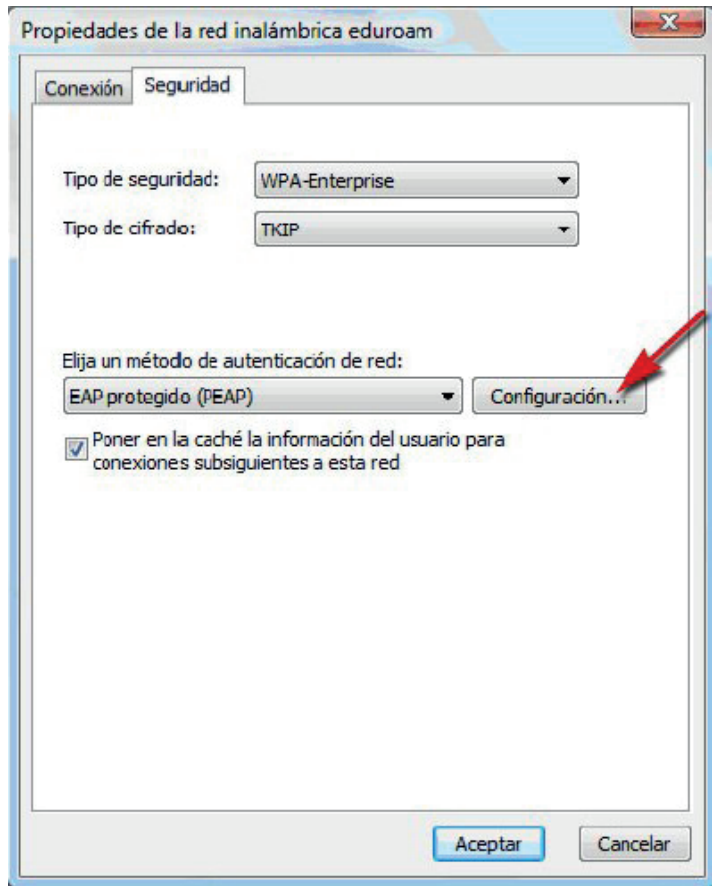 Propiedades de la red inalámbrica eduroam
Conexión Seguridad
Tipo de seguridad: WPA-Enterprise
Tipo de cifrado: TKIP
Elija un método de autenticación de red:
EAP protegido (PEAP) Configuración...
Poner en la caché la información del usuario para
conexiones subsiguientes a esta red
Aceptar Cancelar